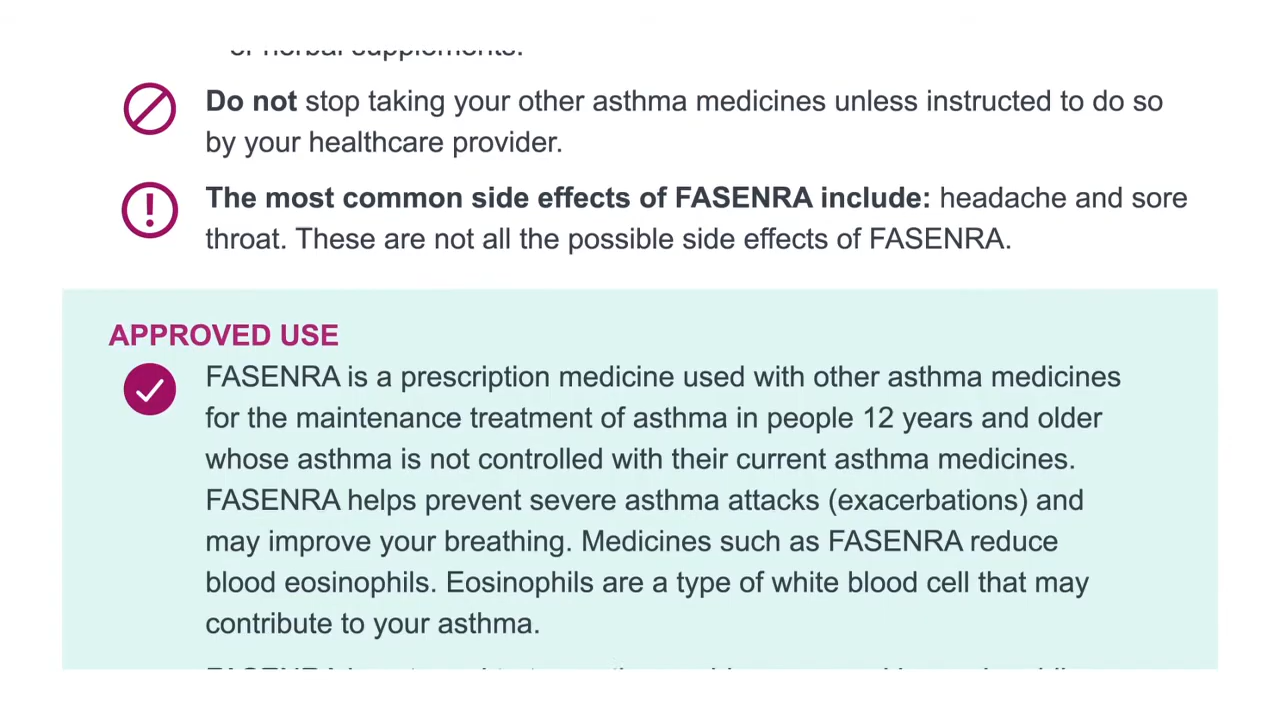 or herbal supplements.
Do not stop taking your other asthma medicines unless instructed to do so
by your healthcare provider.
The most common side effects of FASENRA include: headache and sore
throat. These are not all the possible side effects of FASENRA.
APPROVED USE
FASENRA is a prescription medicine used with other asthma medicines
for the maintenance treatment of asthma in people 12 years and older
whose asthma is not controlled with their current asthma medicines.
FASENRA helps prevent severe asthma attacks (exacerbations) and
may improve your breathing. Medicines such as FASENRA reduce
blood eosinophils. Eosinophils are a type of white blood cell that may
contribute to your asthma.